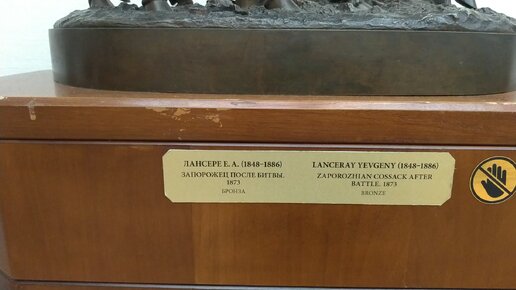 ЛАНСЕРЕ Е. А. (1848–1886)
ЗАПОРОЖЕЦ ПОСЛЕ БИТВЫ.
1873
БРОНЗА
LANCERAY YEVGENY (1848–1886)
ZAPOROZHIAN COSSACK AFTER
BATTLE. 1873
BRONZE